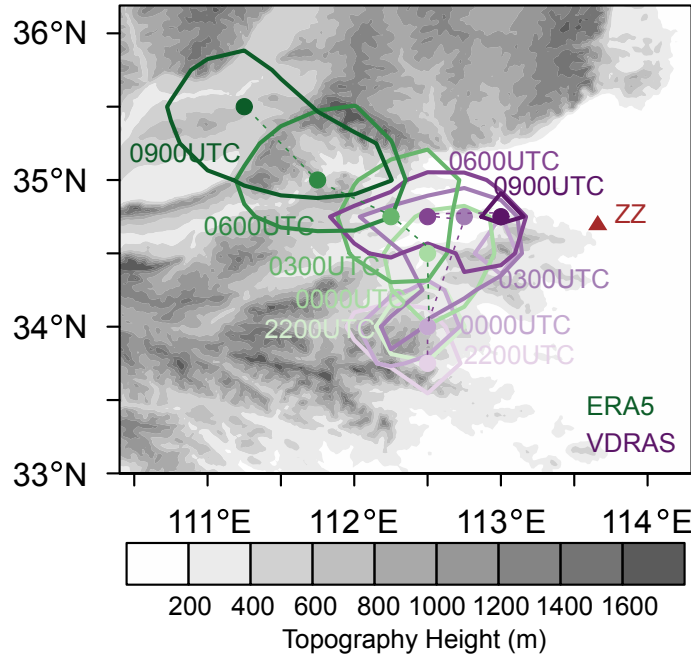 36°N
35°N
34°N
33°N
0900UTC
0600UTC
0300UTC
0000UTC
2200UTC
0600UTC
0900UTC
0300UTC
0000UTC
2200UTC
ZZ
ERA5
VDRAS
111°E 112°E 113°E 114°E
200 400 600 800 1000 1200 1400 1600
Topography Height (m)